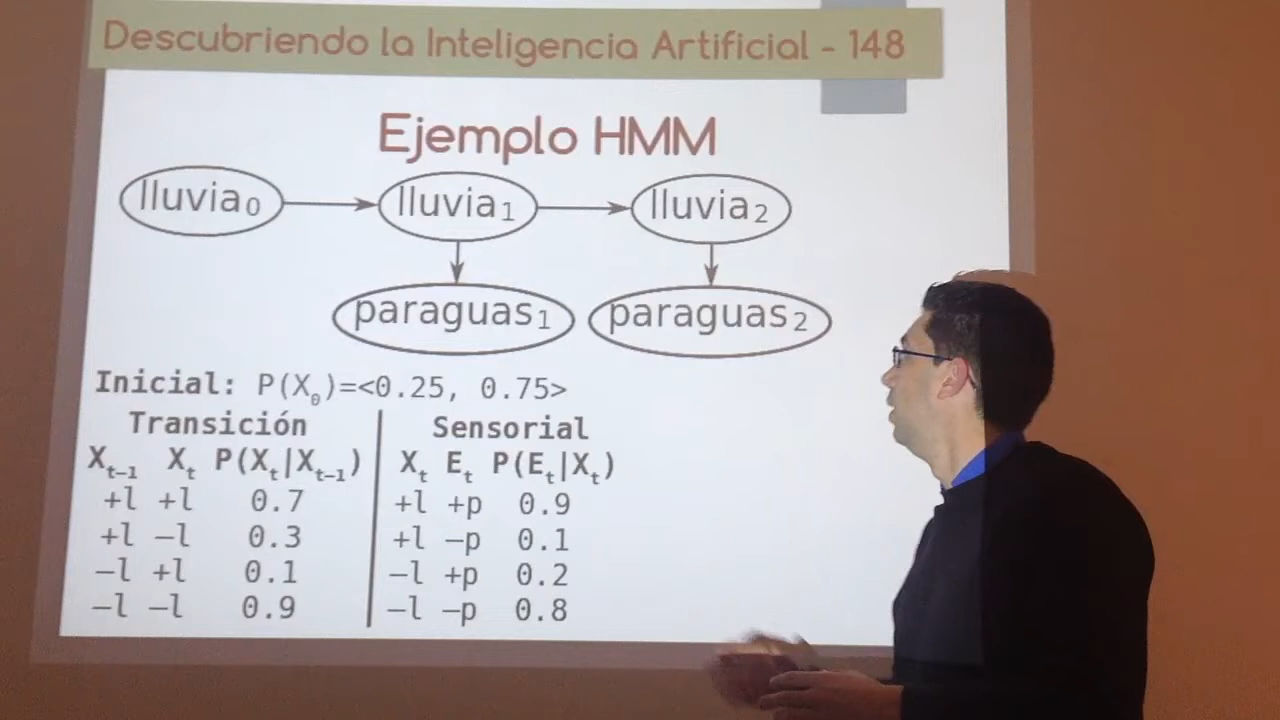 Descubriendo la Inteligencia Artificial - 148
Ejemplo HMM
lluvia₀ lluvia₁ lluvia₂
paraguas₁ paraguas₂
Inicial: P(X₀)=<0.25, 0.75>
Transición
Xₜ₋₁ Xₜ P(Xₜ|Xₜ₋₁)
+l +l 0.7
+l –l 0.3
–l +l 0.1
–l –l 0.9
Sensorial
Xₜ Eₜ P(Eₜ|Xₜ)
+l +p 0.9
+l –p 0.1
–l +p 0.2
–l –p 0.8